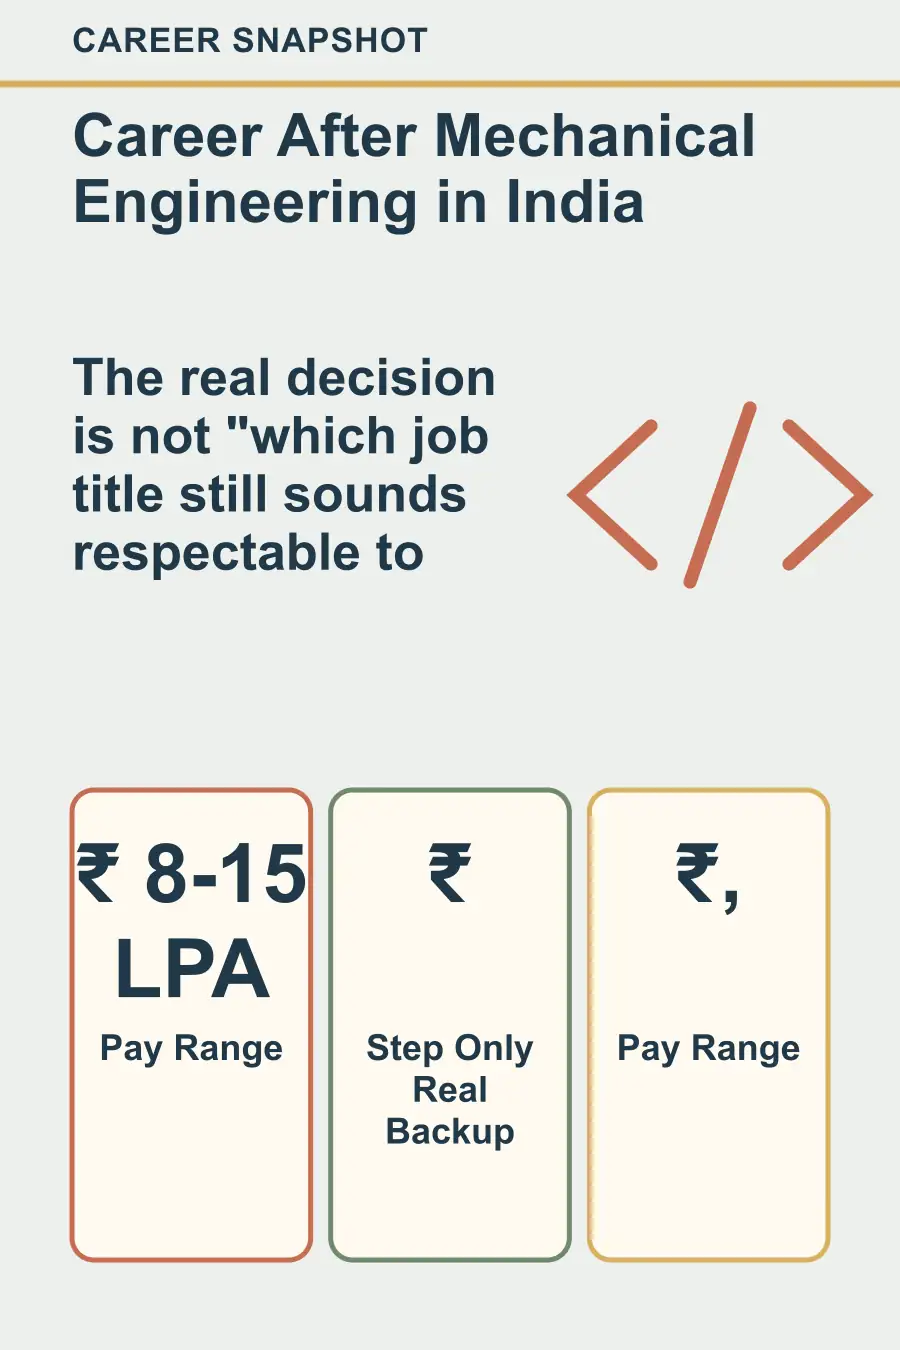 CAREER SNAPSHOT
Career After Mechanical
Engineering in India
The real decision
is not "which job
title still sounds
respectable to
₹ 8-15
LPA
Pay Range
₹
Step Only
Real
Backup
₹,
Pay Range